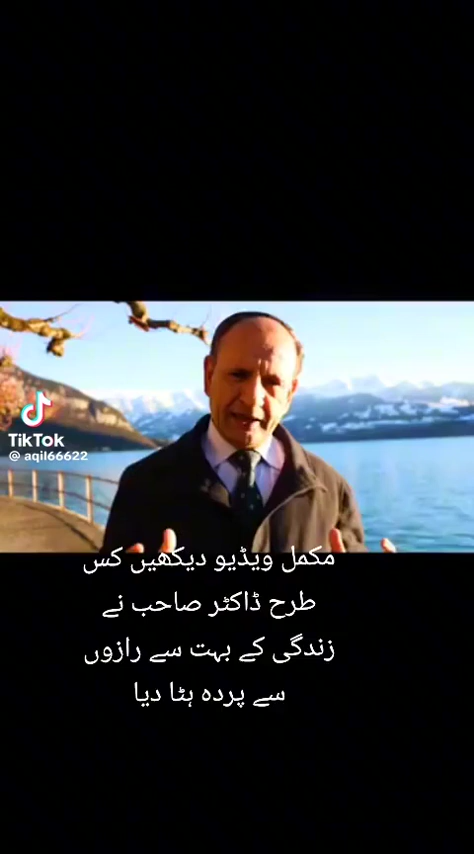 TikTok
@ aqil66622
مکمل ویڈیو دیکھیں کس
طرح ڈاکٹر صاحب نے
زندگی کے بہت سے رازوں
سے پردہ ہٹا دیا